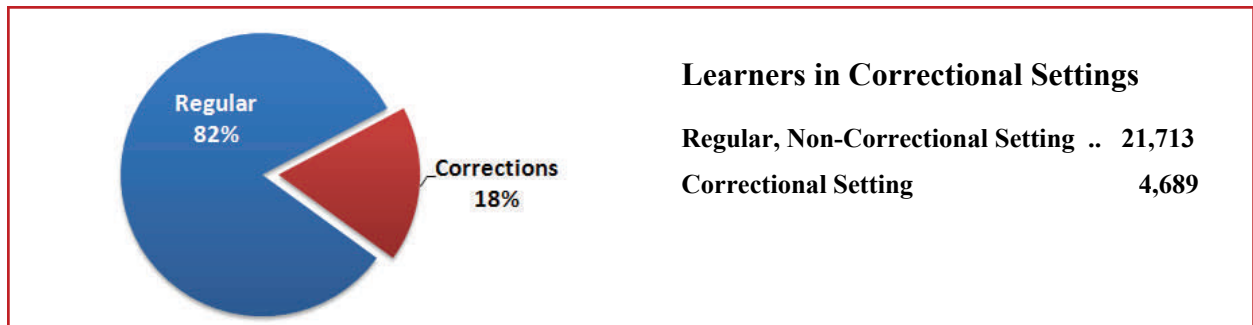 Regular
82%
Corrections
18%
Learners in Correctional Settings
Regular, Non-Correctional Setting .. 21,713
Correctional Setting 4,689